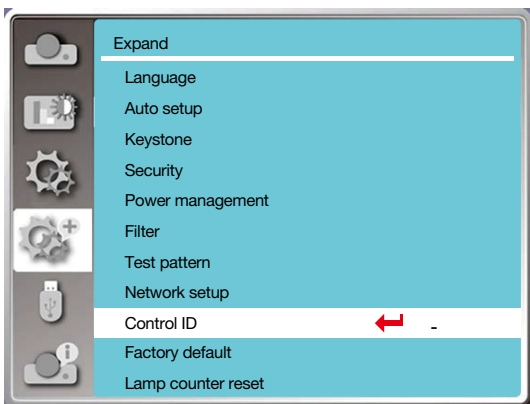 Expand
Language
Auto setup
Keystone
Security
Power management
Filter
Test pattern
Network setup
Control ID -
Factory default
Lamp counter reset